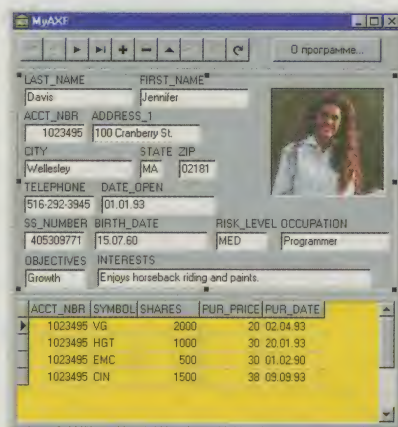 MyAXF
О программе...
LAST_NAME FIRST_NAME
Davis Jennifer
ACCT_NBR ADDRESS_1
1023495 100 Cranberry St.
CITY STATE ZIP
Wellesley MA 02181
TELEPHONE DATE_OPEN
516-292-3945 01.01.93
SS_NUMBER BIRTH_DATE RISK_LEVEL OCCUPATION
405309771 15.07.60 MED Programmer
OBJECTIVES INTERESTS
Growth Enjoys horseback riding and paints.
ACCT_NBR SYMBOL SHARES PUR_PRICE PUR_DATE
1023495 VG 2000 20 02.04.93
1023495 HGT 1000 30 20.01.93
1023495 EMC 500 30 01.02.90
1023495 CIN 1500 38 09.09.93